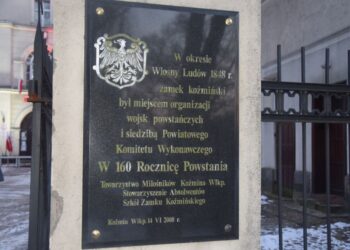 W okresie
Wiosny Ludów 1848 r.
zamek koźmiński
był miejscem organizacji
wojsk powstańczych
i siedzibą Powiatowego
Komitetu Wykonawczego
W 160 Rocznicę Powstania
Towarzystwo Miłośników Koźmina Wlkp.
Stowarzyszenie Absolwentów
Szkół Zamku Koźmińskiego
Koźmin Wlkp. 14 VI 2008 r.